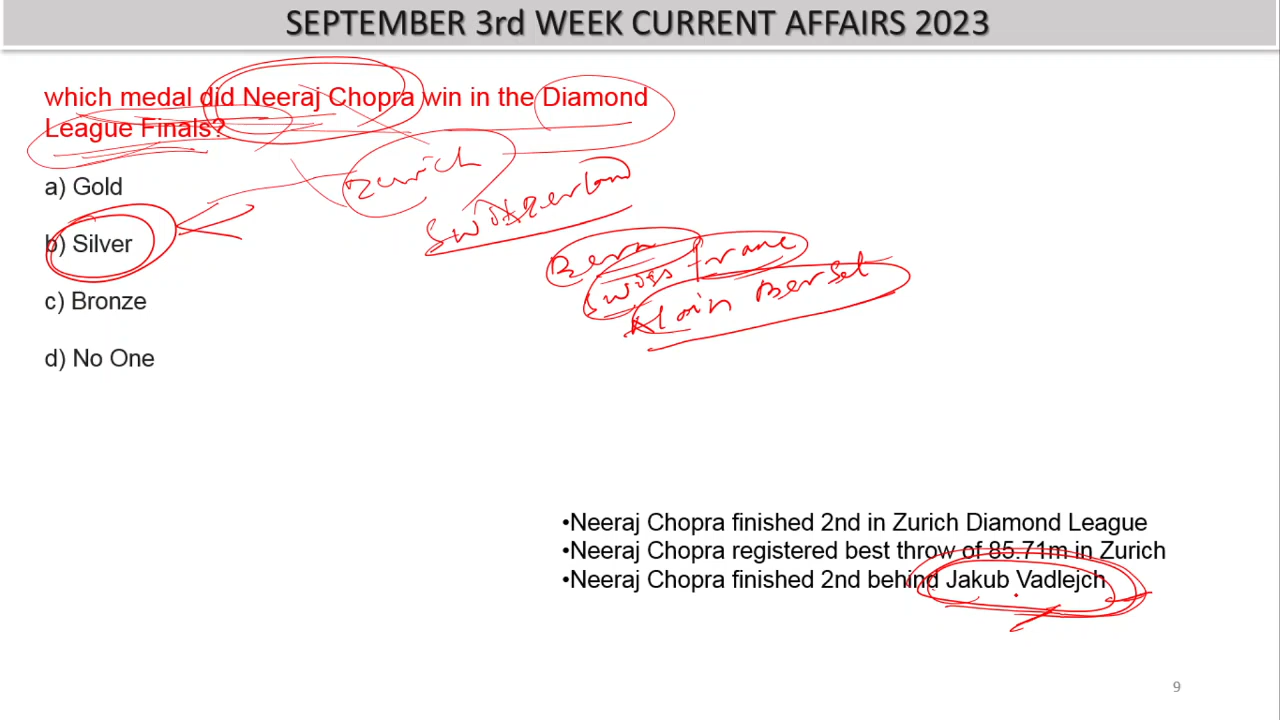 SEPTEMBER 3rd WEEK CURRENT AFFAIRS 2023
which medal did Neeraj Chopra win in the Diamond
League Finals?
Zurich
Switzerland
a) Gold
b) Silver
Bern
Swiss franc
Alain Berset
c) Bronze
d) No One
•Neeraj Chopra finished 2nd in Zurich Diamond League
•Neeraj Chopra registered best throw of 85.71m in Zurich
•Neeraj Chopra finished 2nd behind Jakub Vadlejch
9